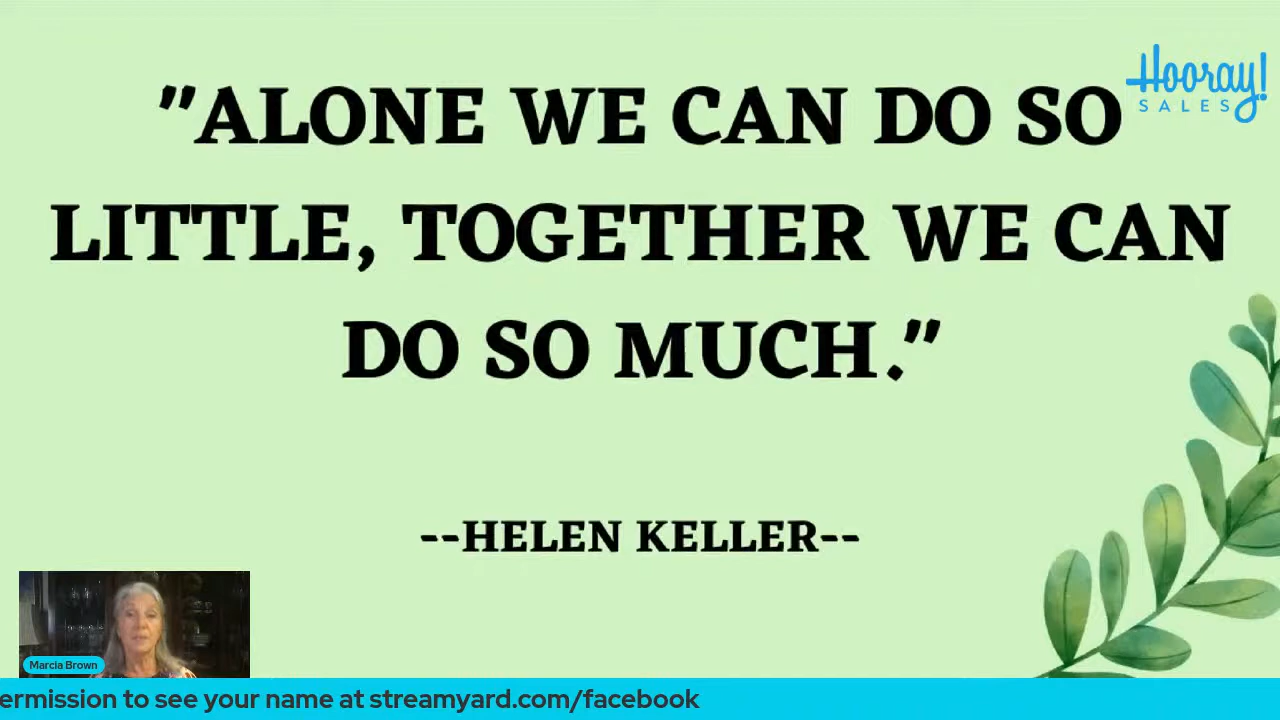 "ALONE WE CAN DO SO
LITTLE, TOGETHER WE CAN
DO SO MUCH."
--HELEN KELLER--
Hooray!
SALES
Marcia Brown
ermission to see your name at streamyard.com/facebook